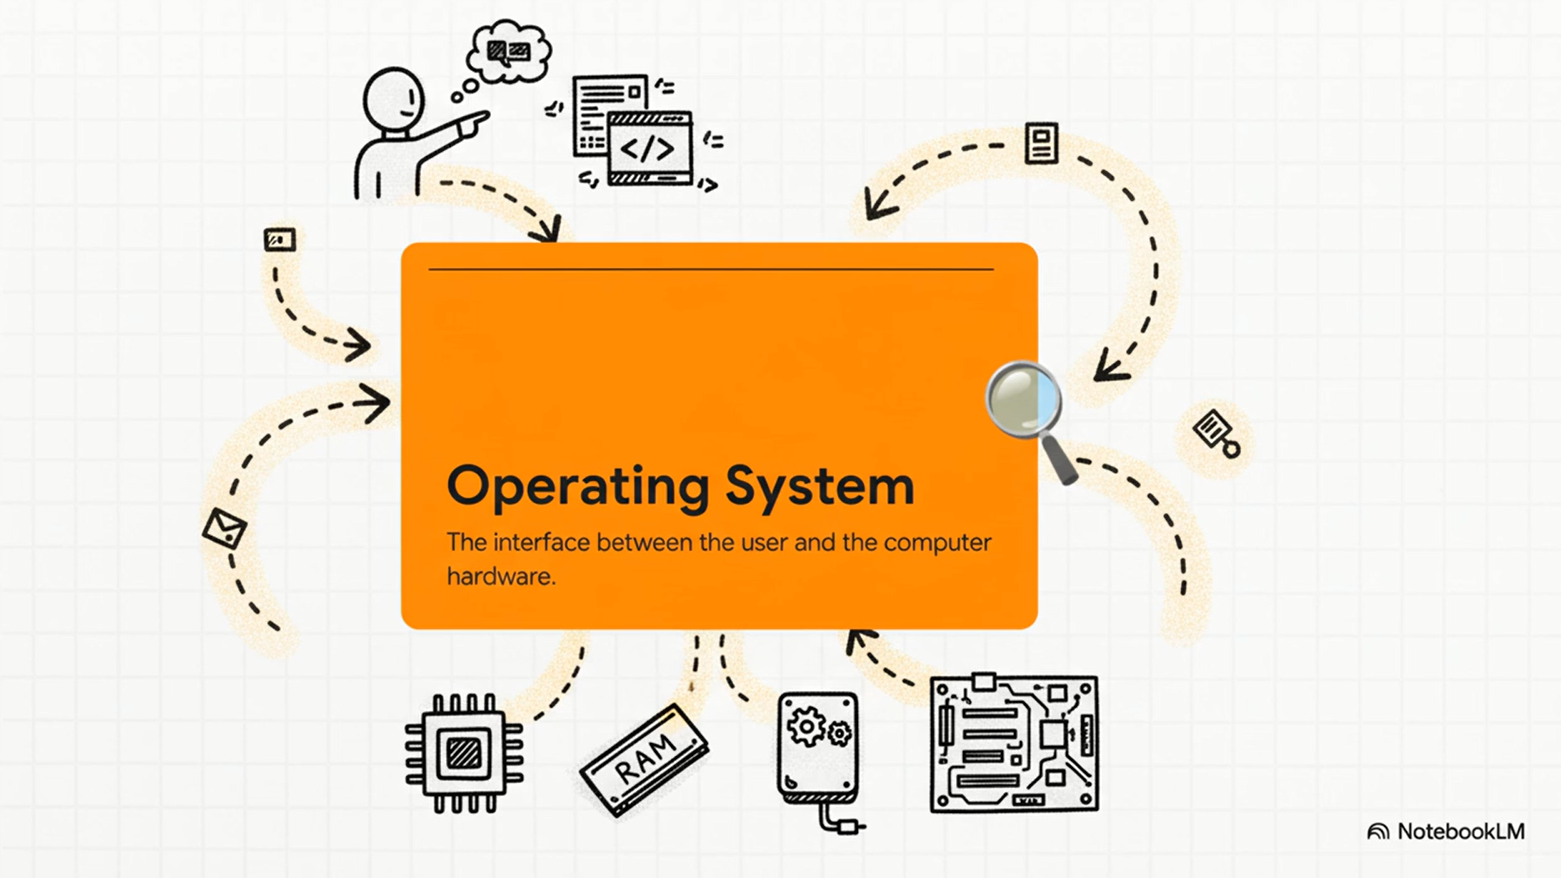 </>
Operating System
The interface between the user and the computer
hardware.
RAM
NotebookLM